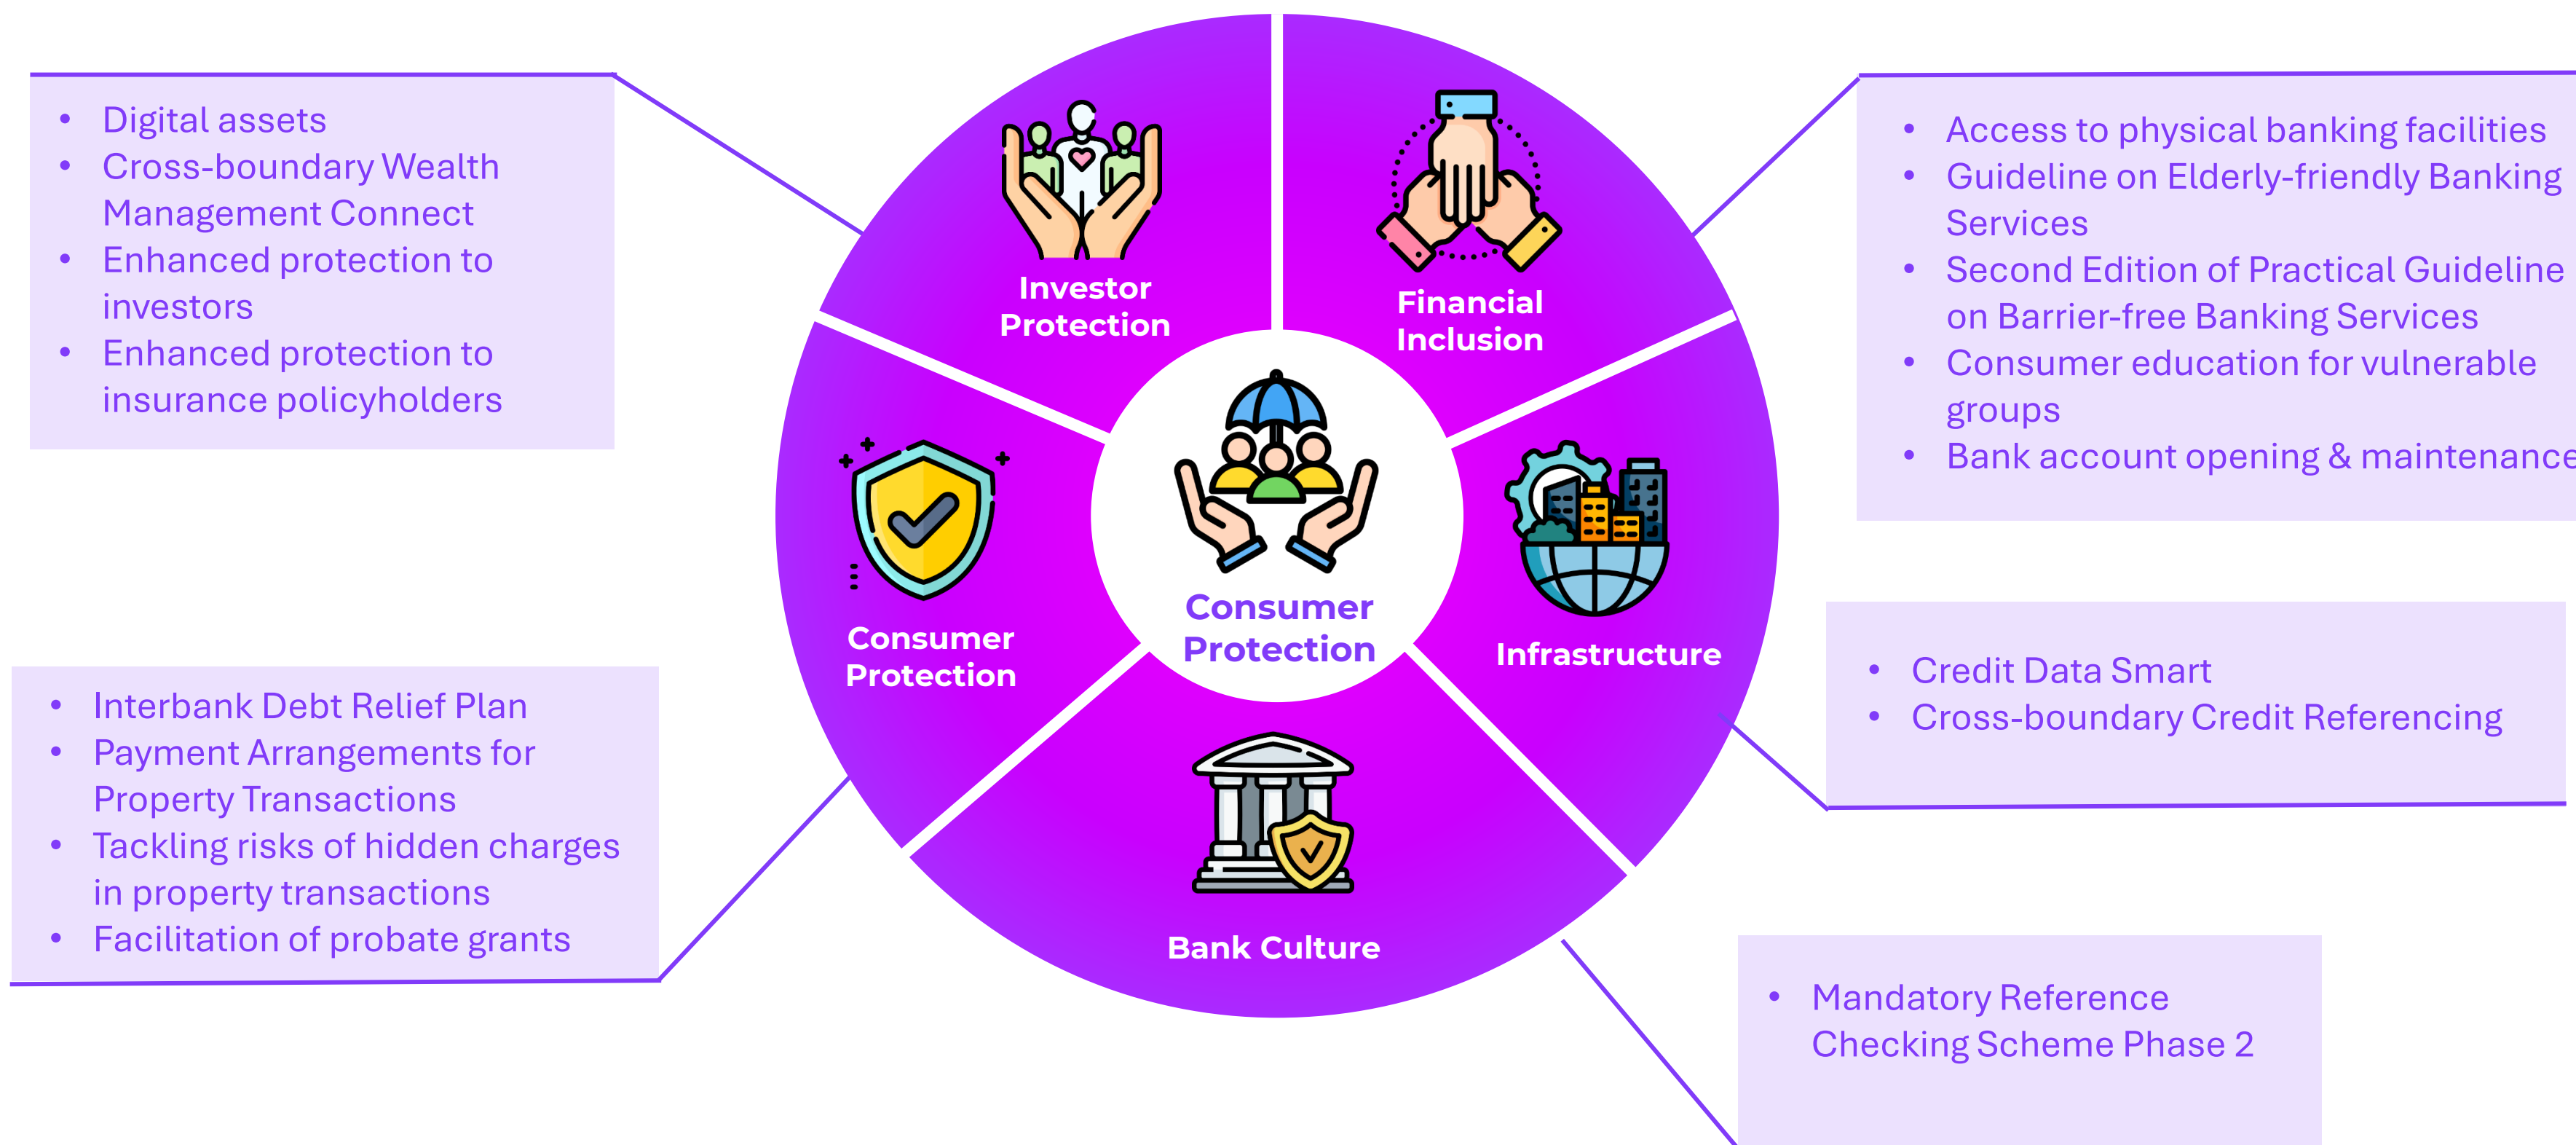 • Digital assets
• Cross-boundary Wealth
Management Connect
• Enhanced protection to
investors
• Enhanced protection to
insurance policyholders
Investor
Protection
Financial
Inclusion
• Access to physical banking facilities
• Guideline on Elderly-friendly Banking
Services
• Second Edition of Practical Guideline
on Barrier-free Banking Services
• Consumer education for vulnerable
groups
• Bank account opening & maintenance
Consumer
Protection
Consumer
Protection
Infrastructure
• Interbank Debt Relief Plan
• Payment Arrangements for
Property Transactions
• Tackling risks of hidden charges
in property transactions
• Facilitation of probate grants
• Credit Data Smart
• Cross-boundary Credit Referencing
Bank Culture
• Mandatory Reference
Checking Scheme Phase 2